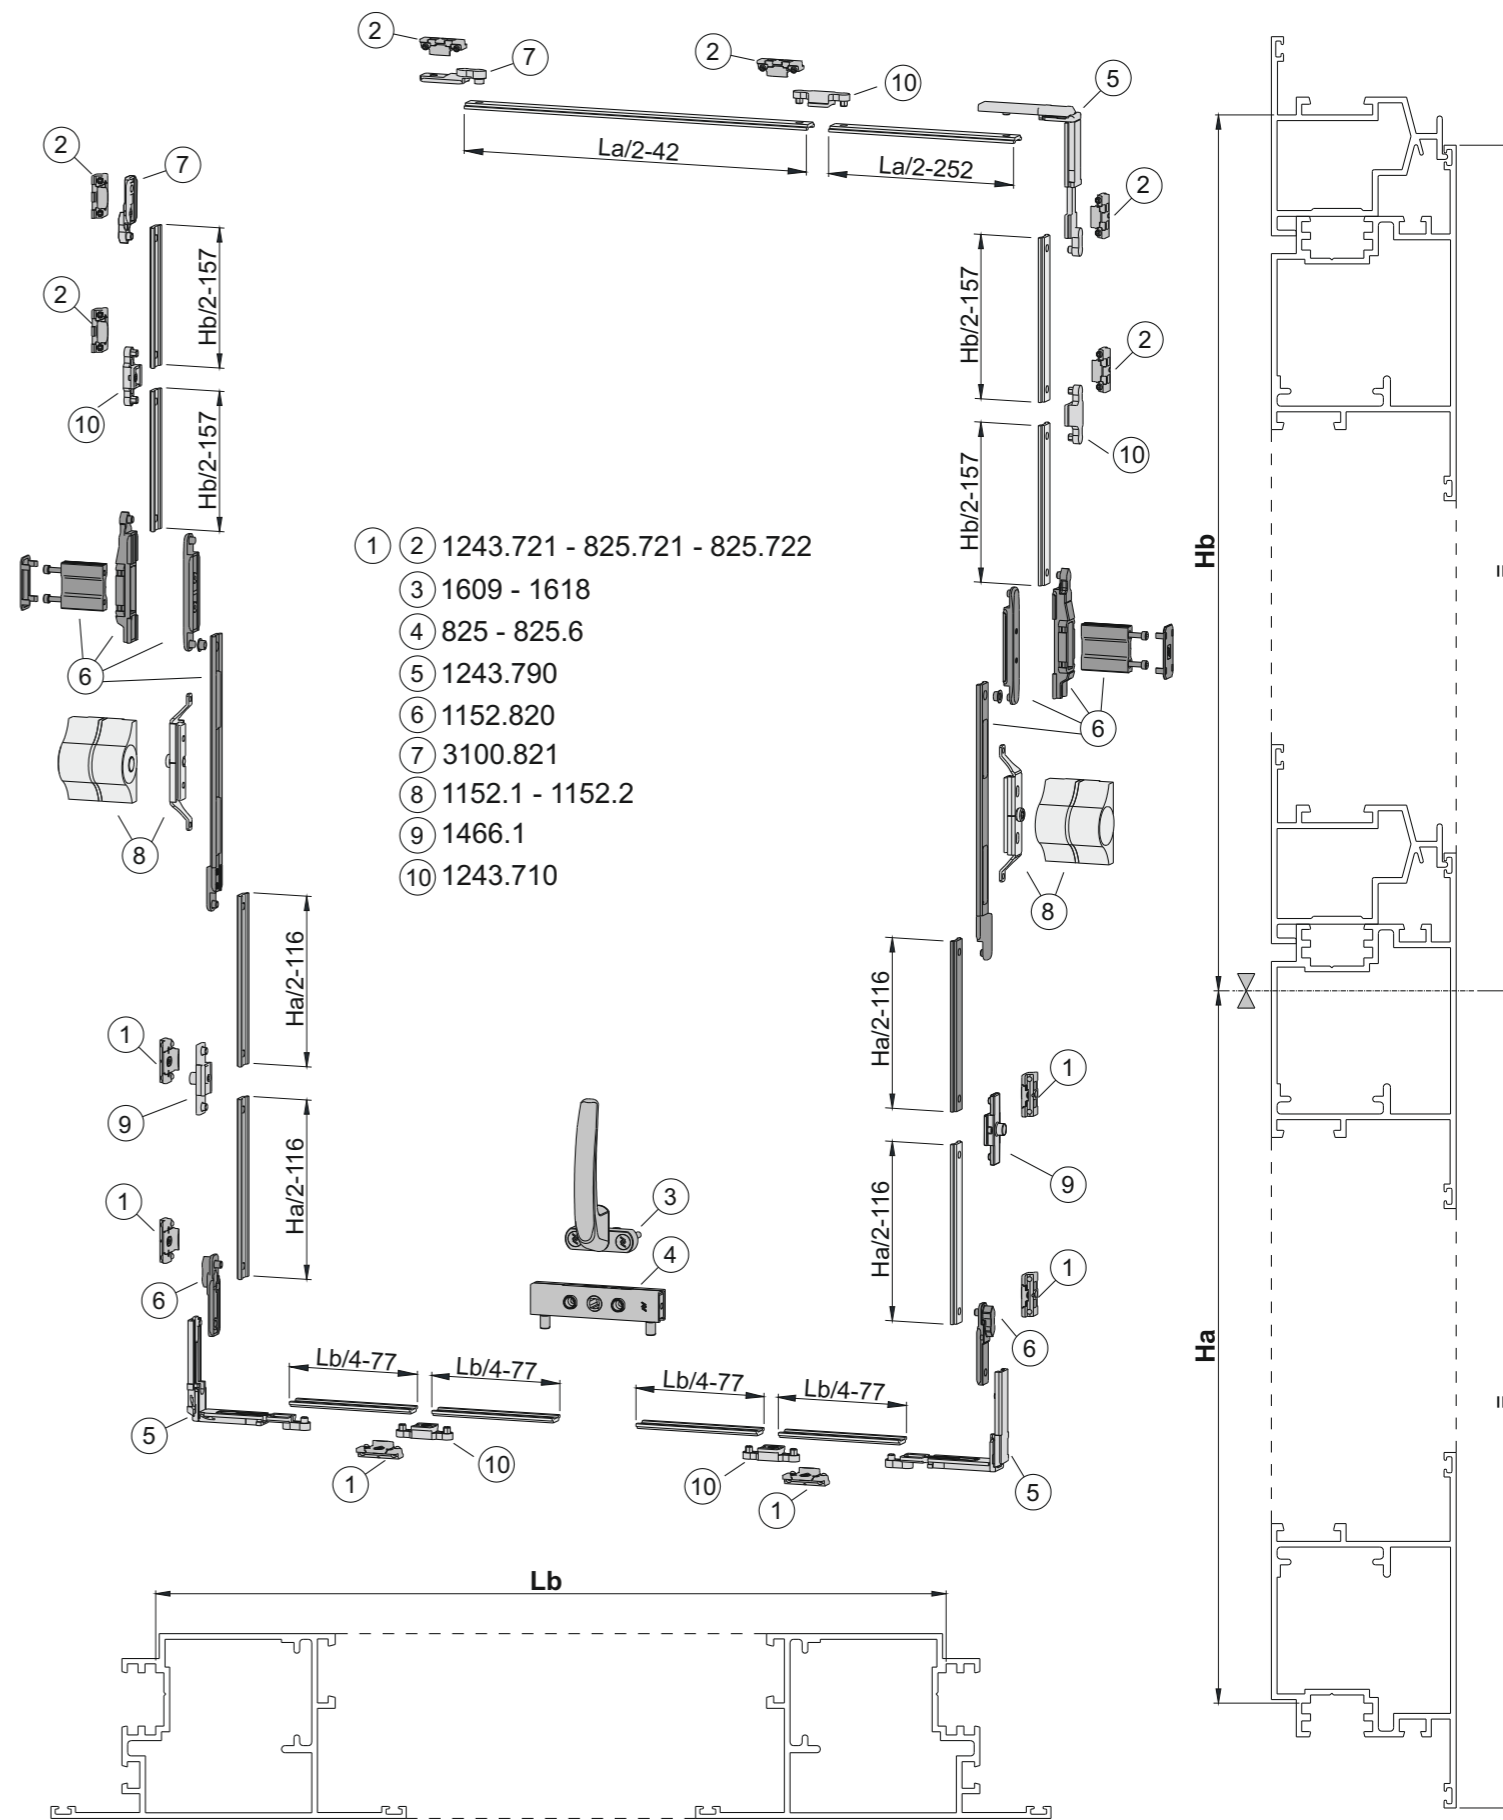 2
7
2
10
5
La/2-42
La/2-252
2
7
2
Hb/2-157
Hb/2-157
2
2
10
Hb/2-157
10
Hb/2-157
Hb
=
1 2 1243.721 - 825.721 - 825.722
3 1609 - 1618
4 825 - 825.6
5 1243.790
6 1152.820
7 3100.821
8 1152.1 - 1152.2
9 1466.1
10 1243.710
6
6
8
8
Ha/2-116
Ha/2-116
1
1
9
9
Ha/2-116
Ha/2-116
1
3
4
1
6
6
Ha
=
Lb/4-77
Lb/4-77
Lb/4-77
Lb/4-77
5
10
1
10
1
5
Lb